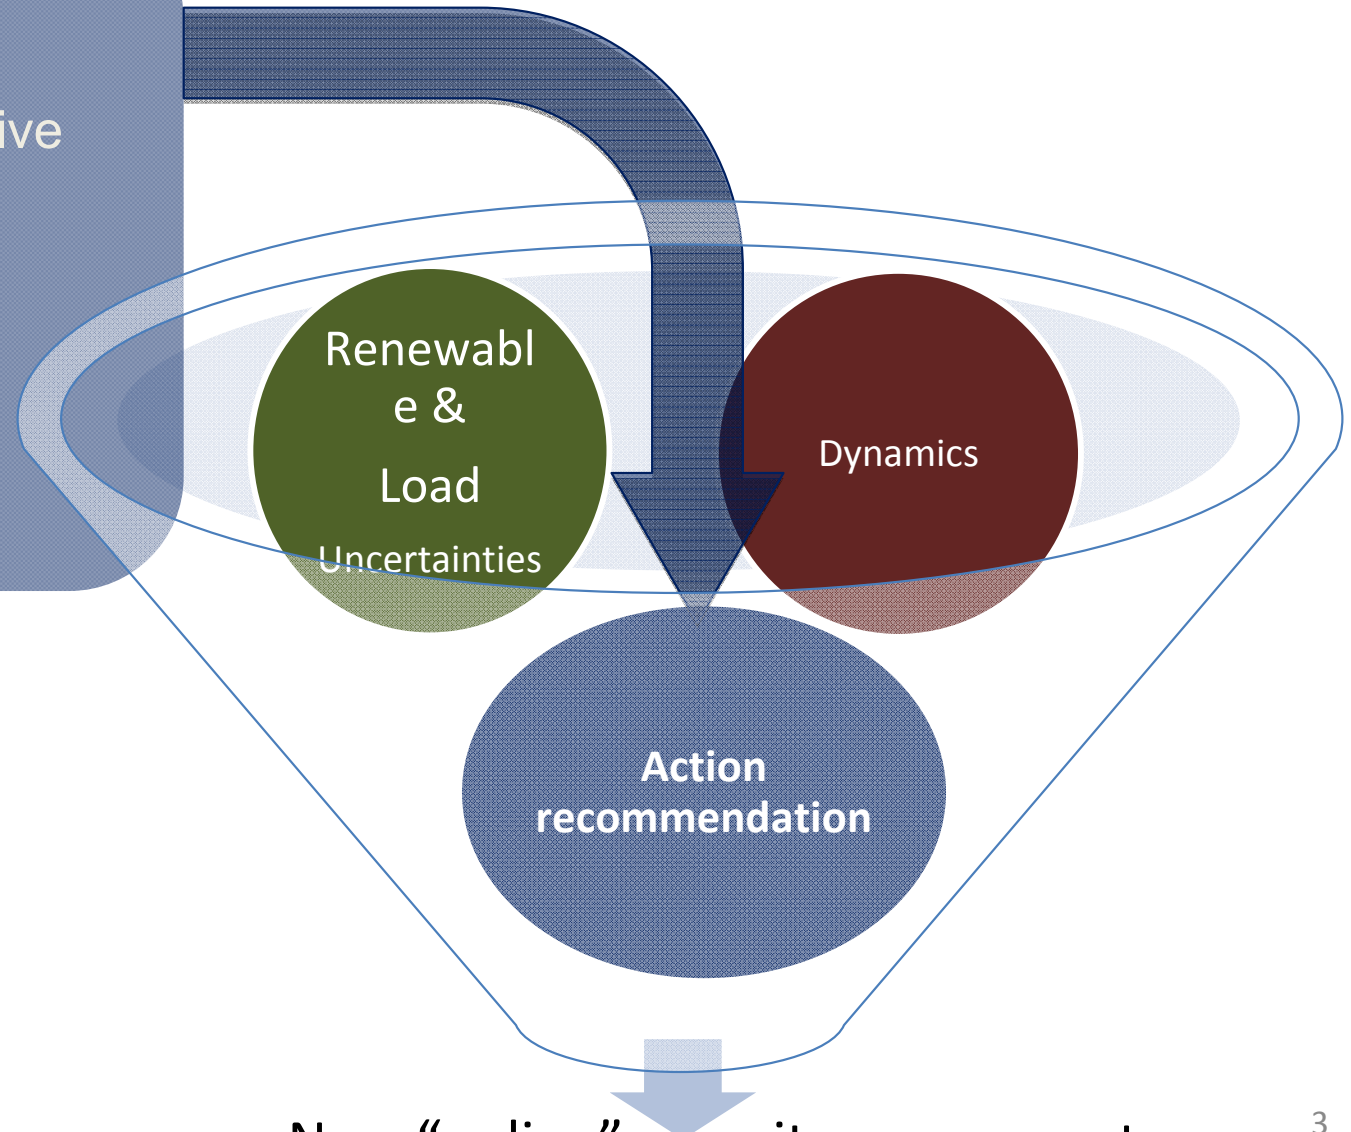 ive
Renewabl
e &
Load
Uncertainties
Dynamics
Action
recommendation
3